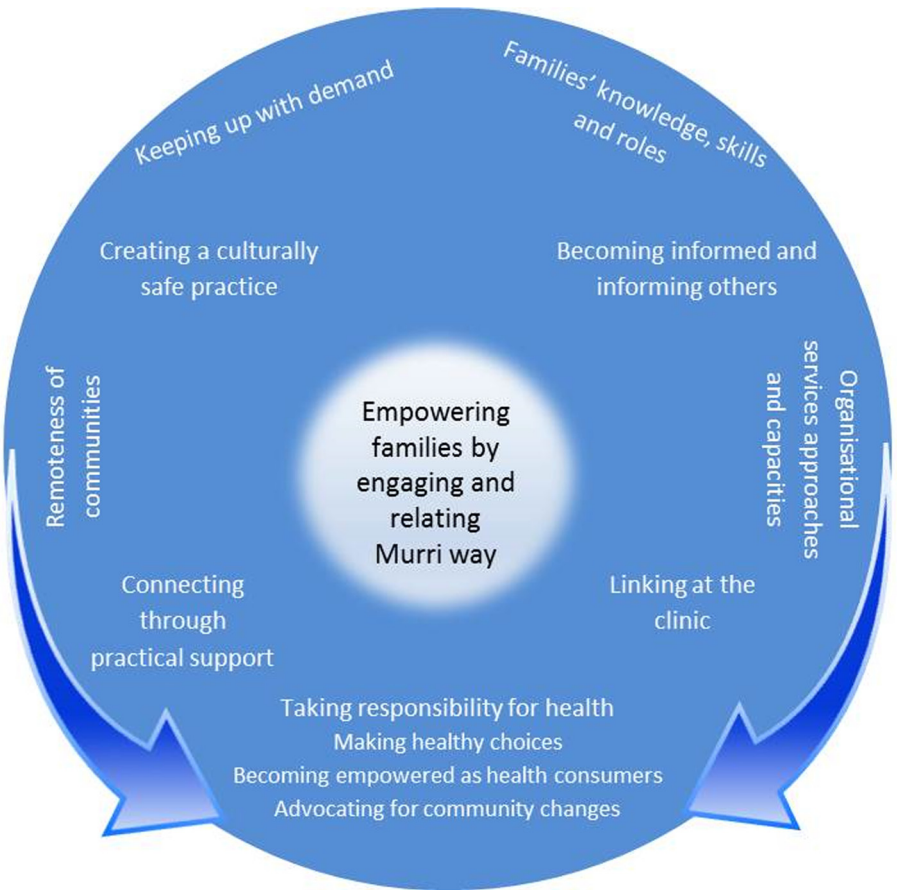 Keeping up with demand
Families' knowledge, skills
and roles
Creating a culturally
safe practice
Becoming informed and
informing others
Remoteness of
communities
Empowering
families by
engaging and
relating
Murri way
Organisational
services approaches
and capacities
Connecting
through
practical support
Linking at the
clinic
Taking responsibility for health
Making healthy choices
Becoming empowered as health consumers
Advocating for community changes